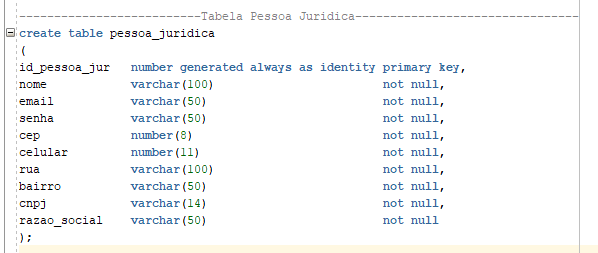 --------------------------Tabela Pessoa Juridica--------------------------------
create table pessoa_juridica
(
id_pessoa_jur   number generated always as identity primary key,
nome            varchar(100)                        not null,
email           varchar(50)                         not null,
senha           varchar(50)                         not null,
cep             number(8)                           not null,
celular         number(11)                          not null,
rua             varchar(100)                        not null,
bairro          varchar(50)                         not null,
cnpj            varchar(14)                         not null,
razao_social    varchar(50)                         not null
);